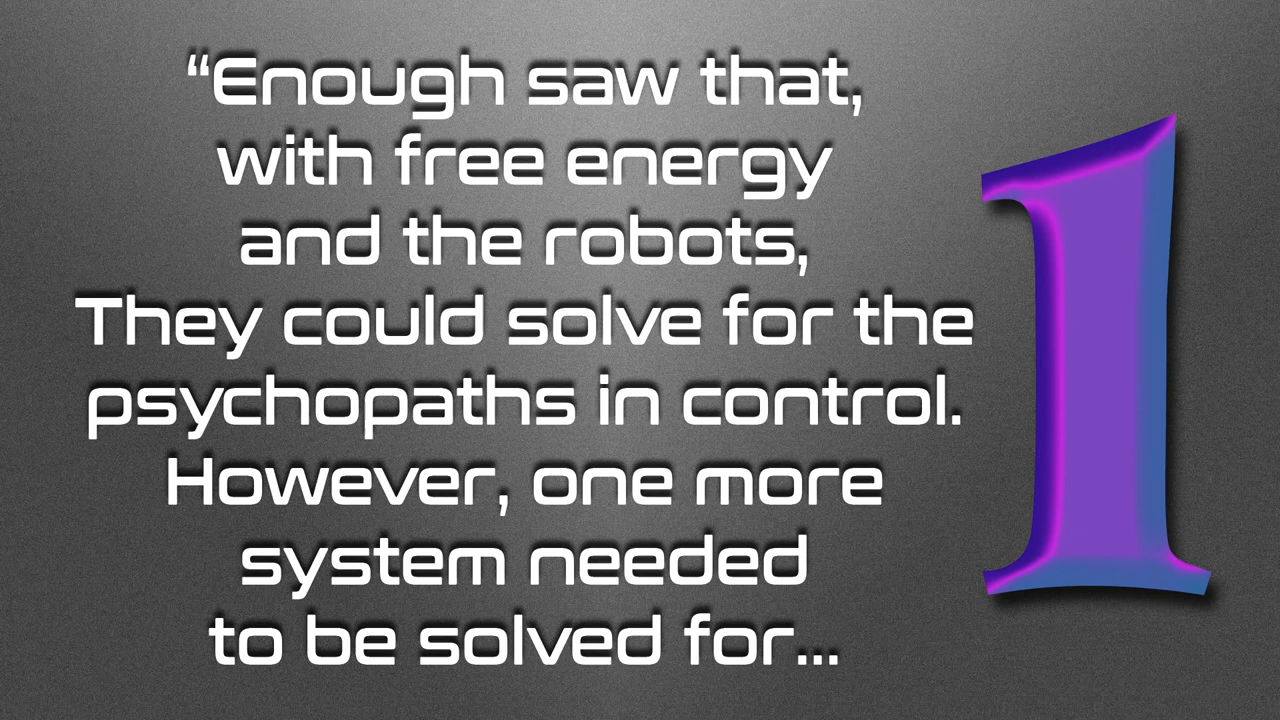 “Enough saw that,
with free energy
and the robots,
They could solve for the
psychopaths in control.
However, one more
system needed
to be solved for...
1